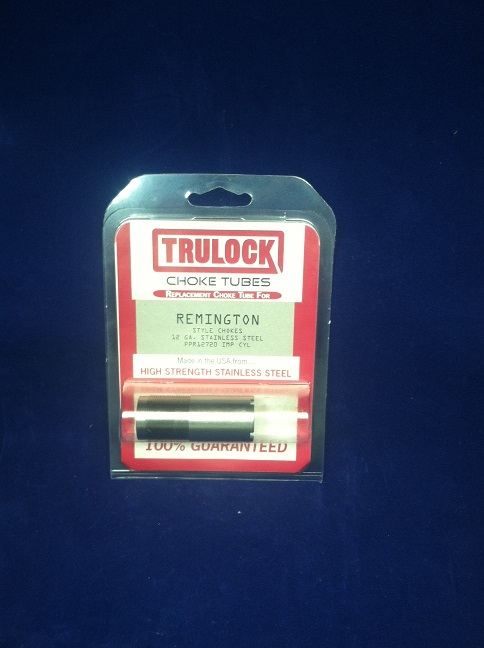 TRULOCK
CHOKE TUBES
REPLACEMENT CHOKE TUBE FOR
REMINGTON
STYLE CHOKES
12 GA. STAINLESS STEEL
PPR12720 IMP CYL
Made in the USA from...
HIGH STRENGTH STAINLESS STEEL
100% GUARANTEED